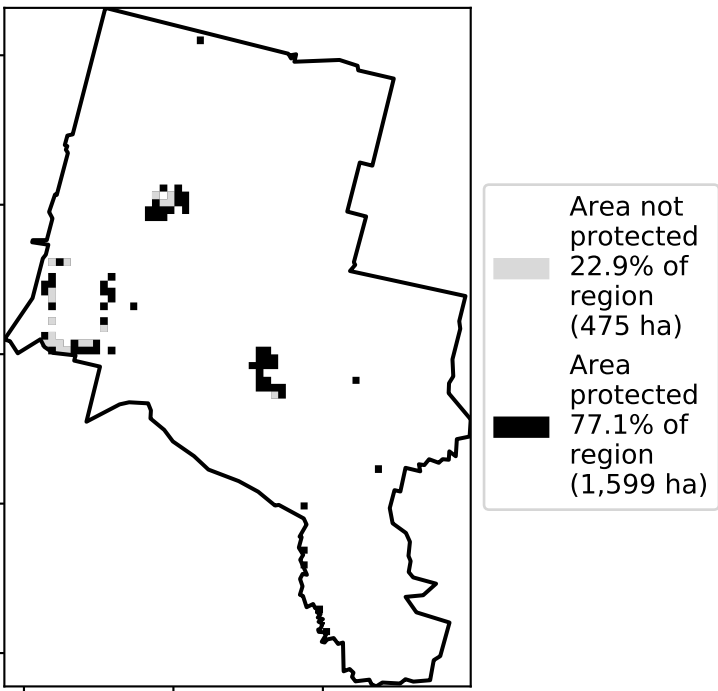 Area not
protected
22.9% of
region
(475 ha)
Area
protected
77.1% of
region
(1,599 ha)